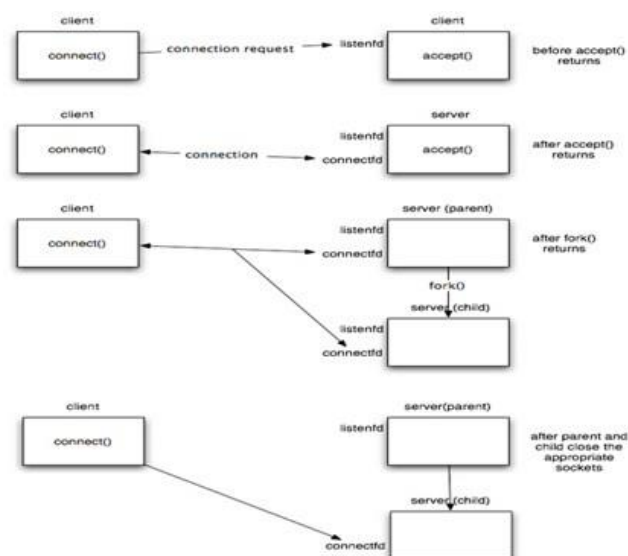 client
client
connect()
connection request
listenfd
accept()
before accept()
returns
client
server
connect()
connection
listenfd
connectfd
accept()
after accept()
returns
client
server (parent)
connect()
listenfd
connectfd
after fork()
returns
fork()
server (child)
listenfd
connectfd
client
server(parent)
connect()
listenfd
after parent and
child close the
appropriate
sockets
server (child)
connectfd